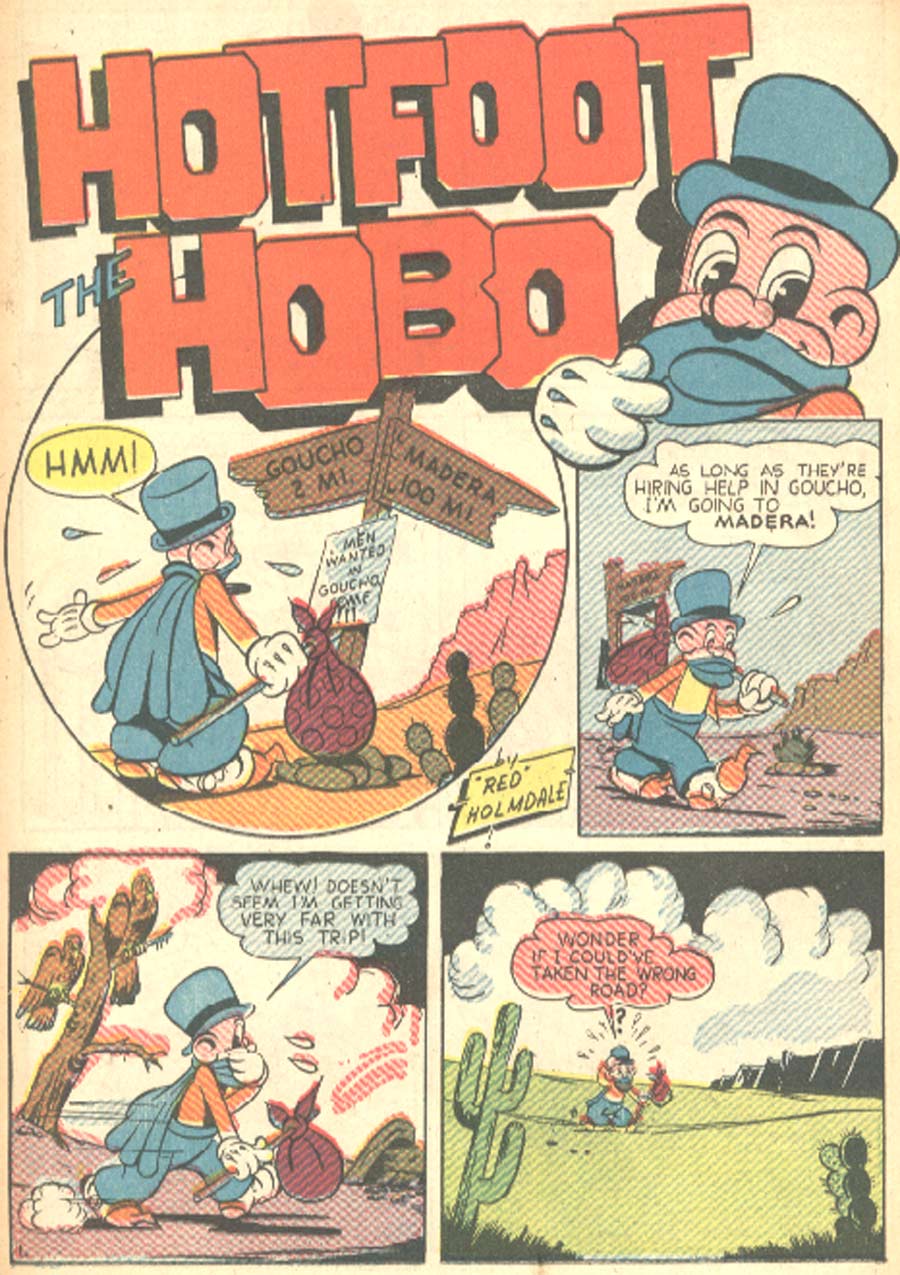 HOTFOOT
THE HOBO
HMM!
GOUCHO
2 MI.
MADERA
1,100 MI.
MEN
WANTED
IN
GOUCHO,
!!!
by
"RED"
HOLMDALE
AS LONG AS THEY'RE
HIRING HELP IN GOUCHO,
I'M GOING TO
MADERA!
MADERA
WHEW! DOESN'T
SEEM I'M GETTING
VERY FAR WITH
THIS TRIP!
WONDER
IF I COULD'VE
TAKEN THE WRONG
ROAD?
?
1